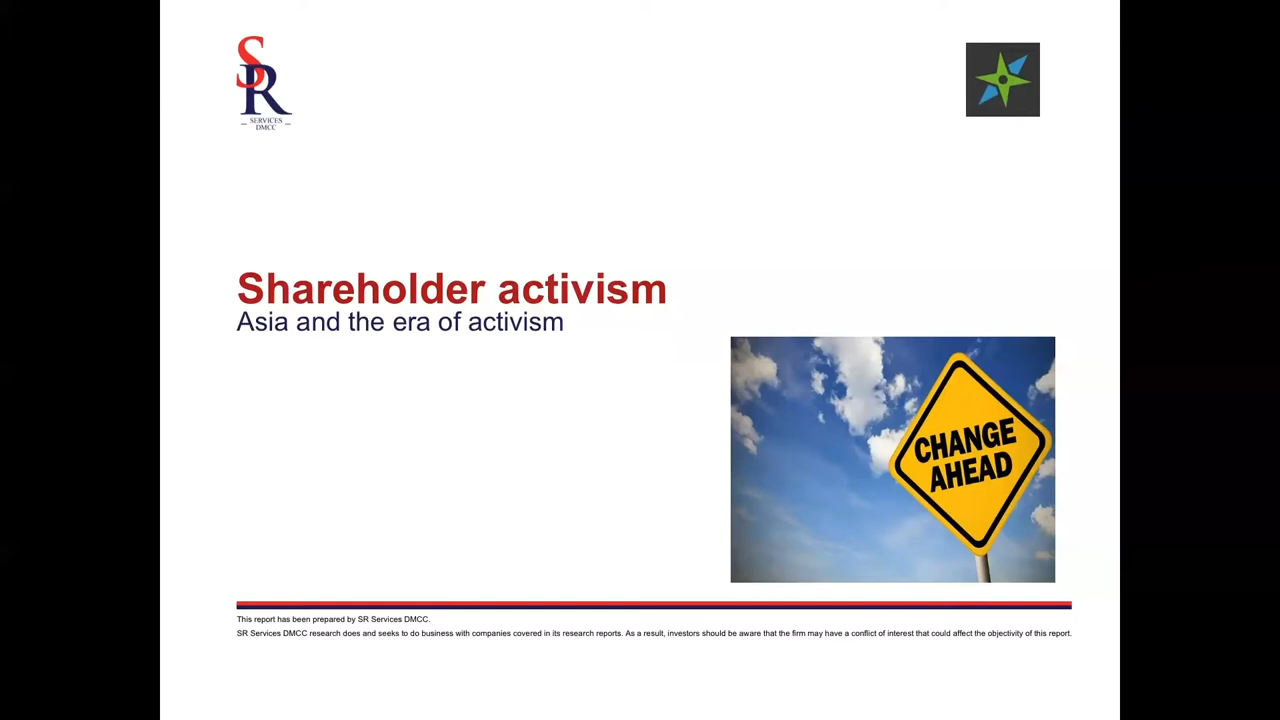 SR
SERVICES
DMCC
Shareholder activism
Asia and the era of activism
CHANGE
AHEAD
This report has been prepared by SR Services DMCC.
SR Services DMCC research does and seeks to do business with companies covered in its research reports. As a result, investors should be aware that the firm may have a conflict of interest that could affect the objectivity of this report.